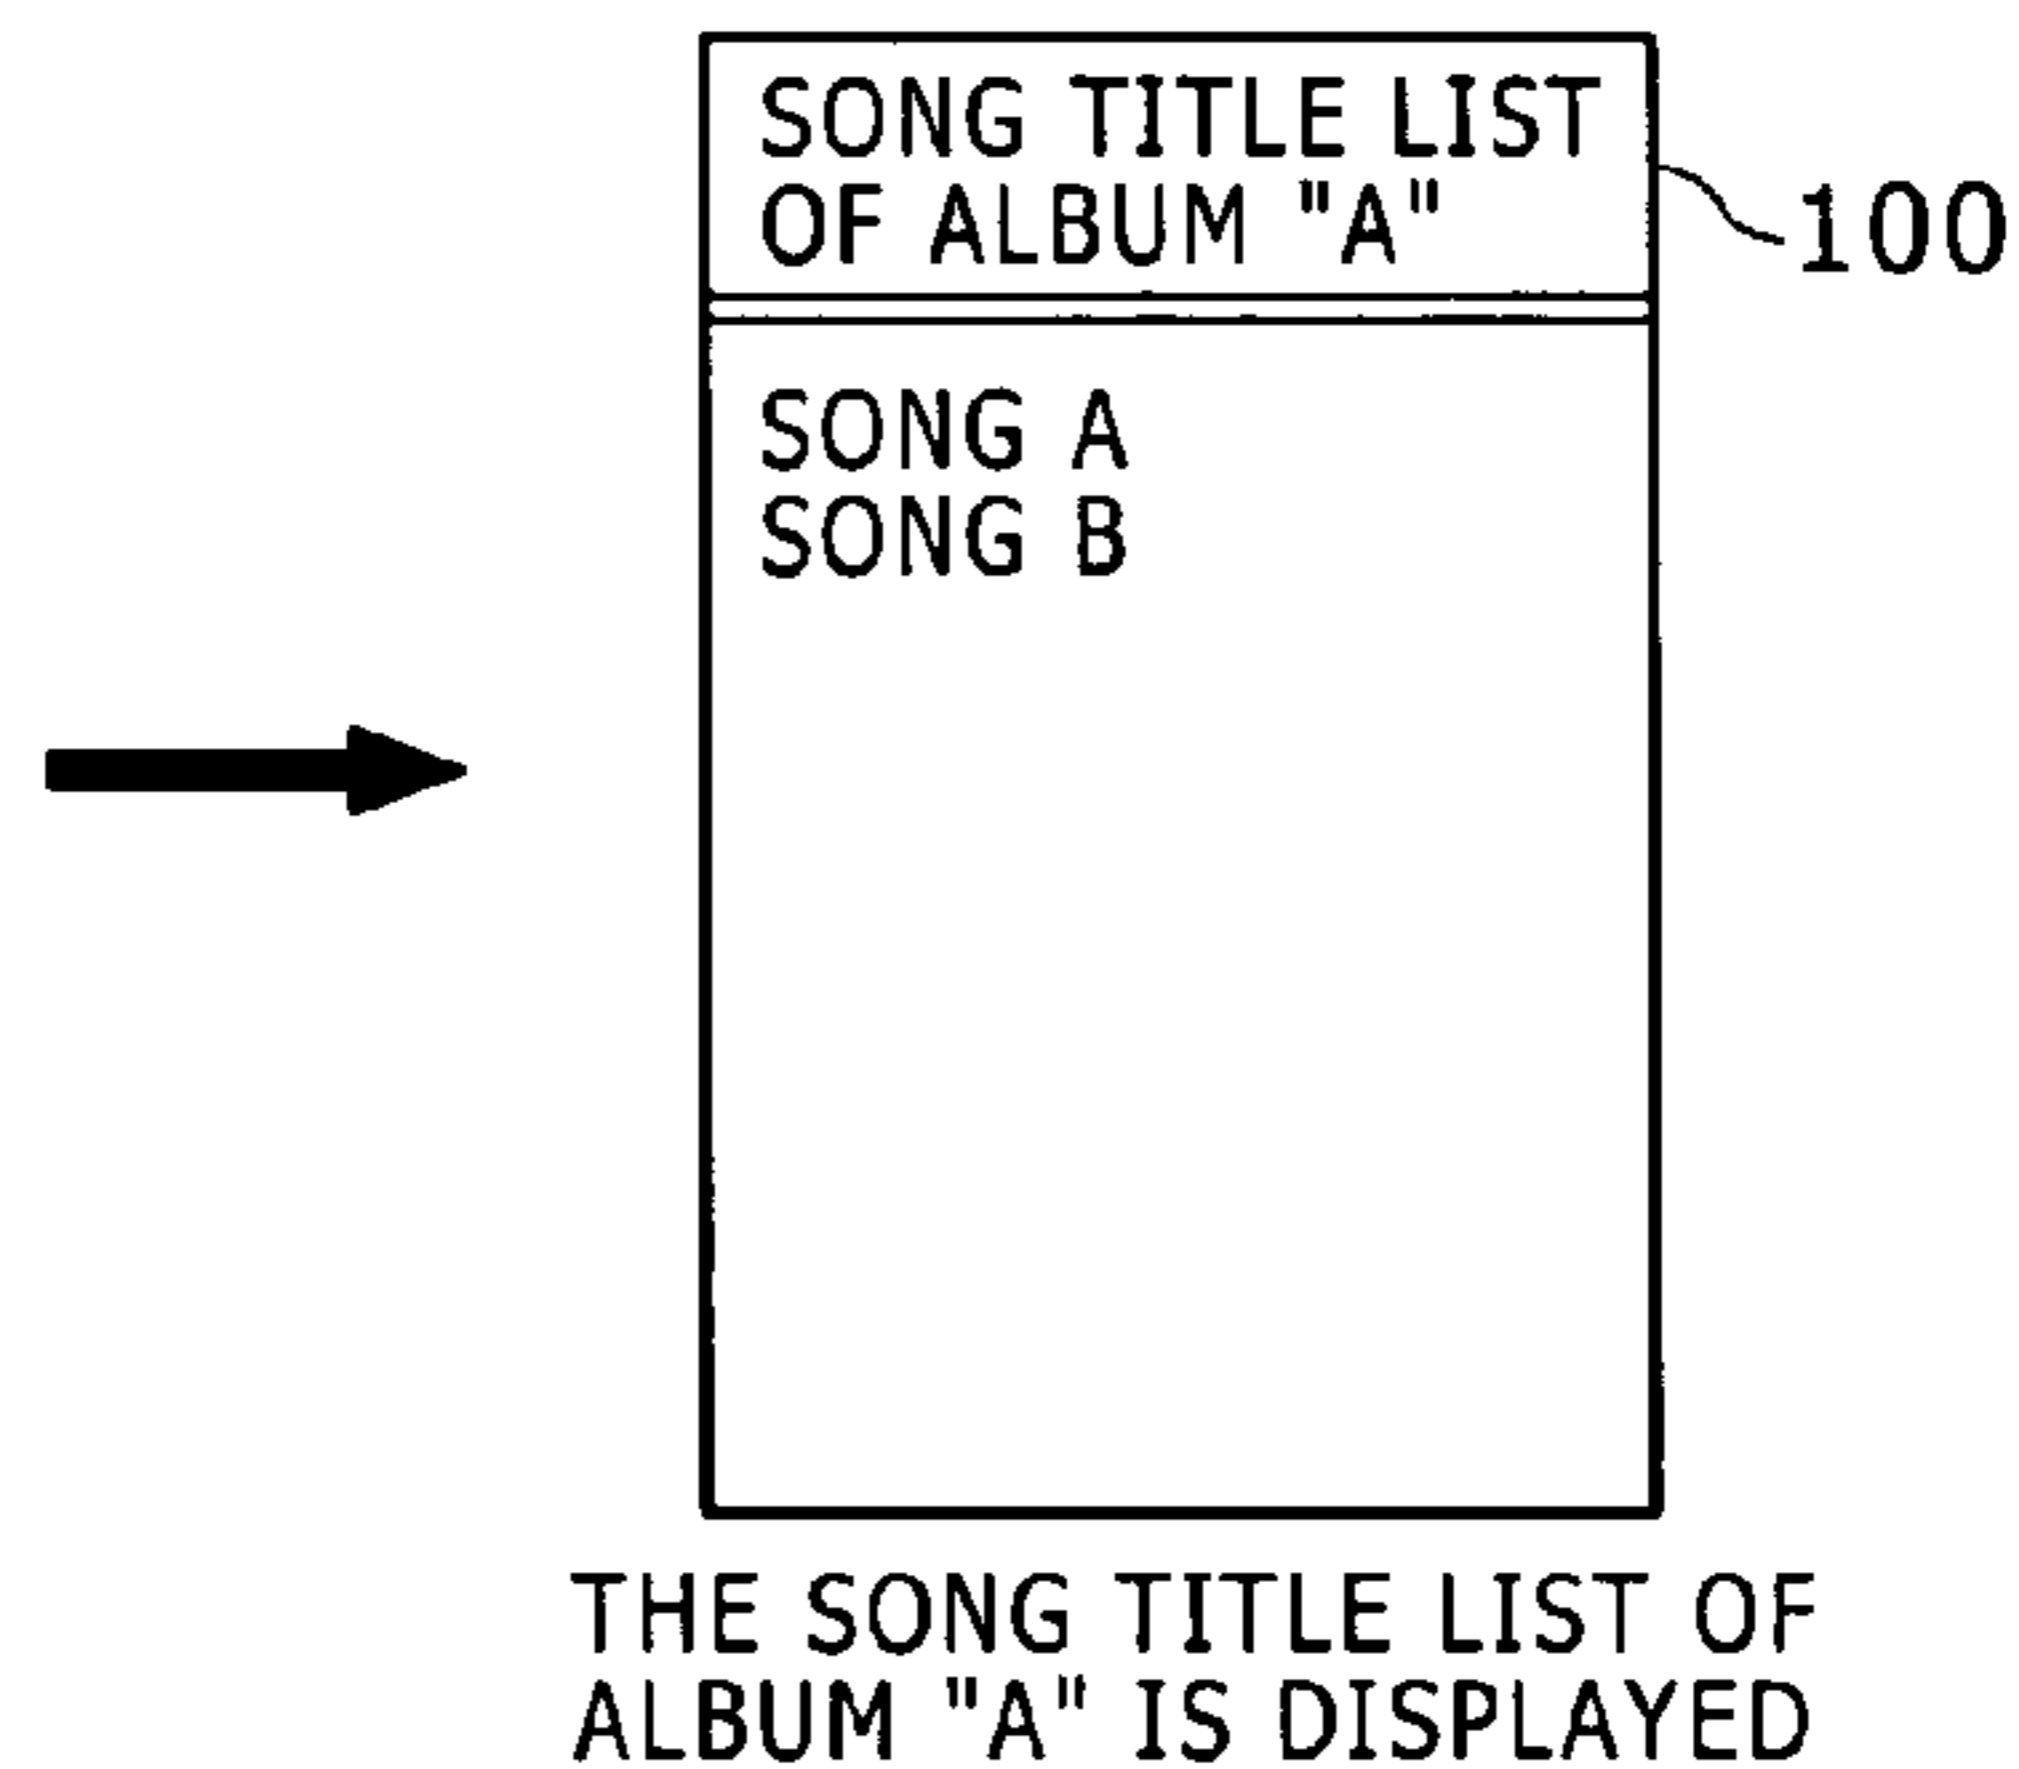 SONG TITLE LIST
OF ALBUM "A"
100
SONG A
SONG B
THE SONG TITLE LIST OF
ALBUM "A" IS DISPLAYED